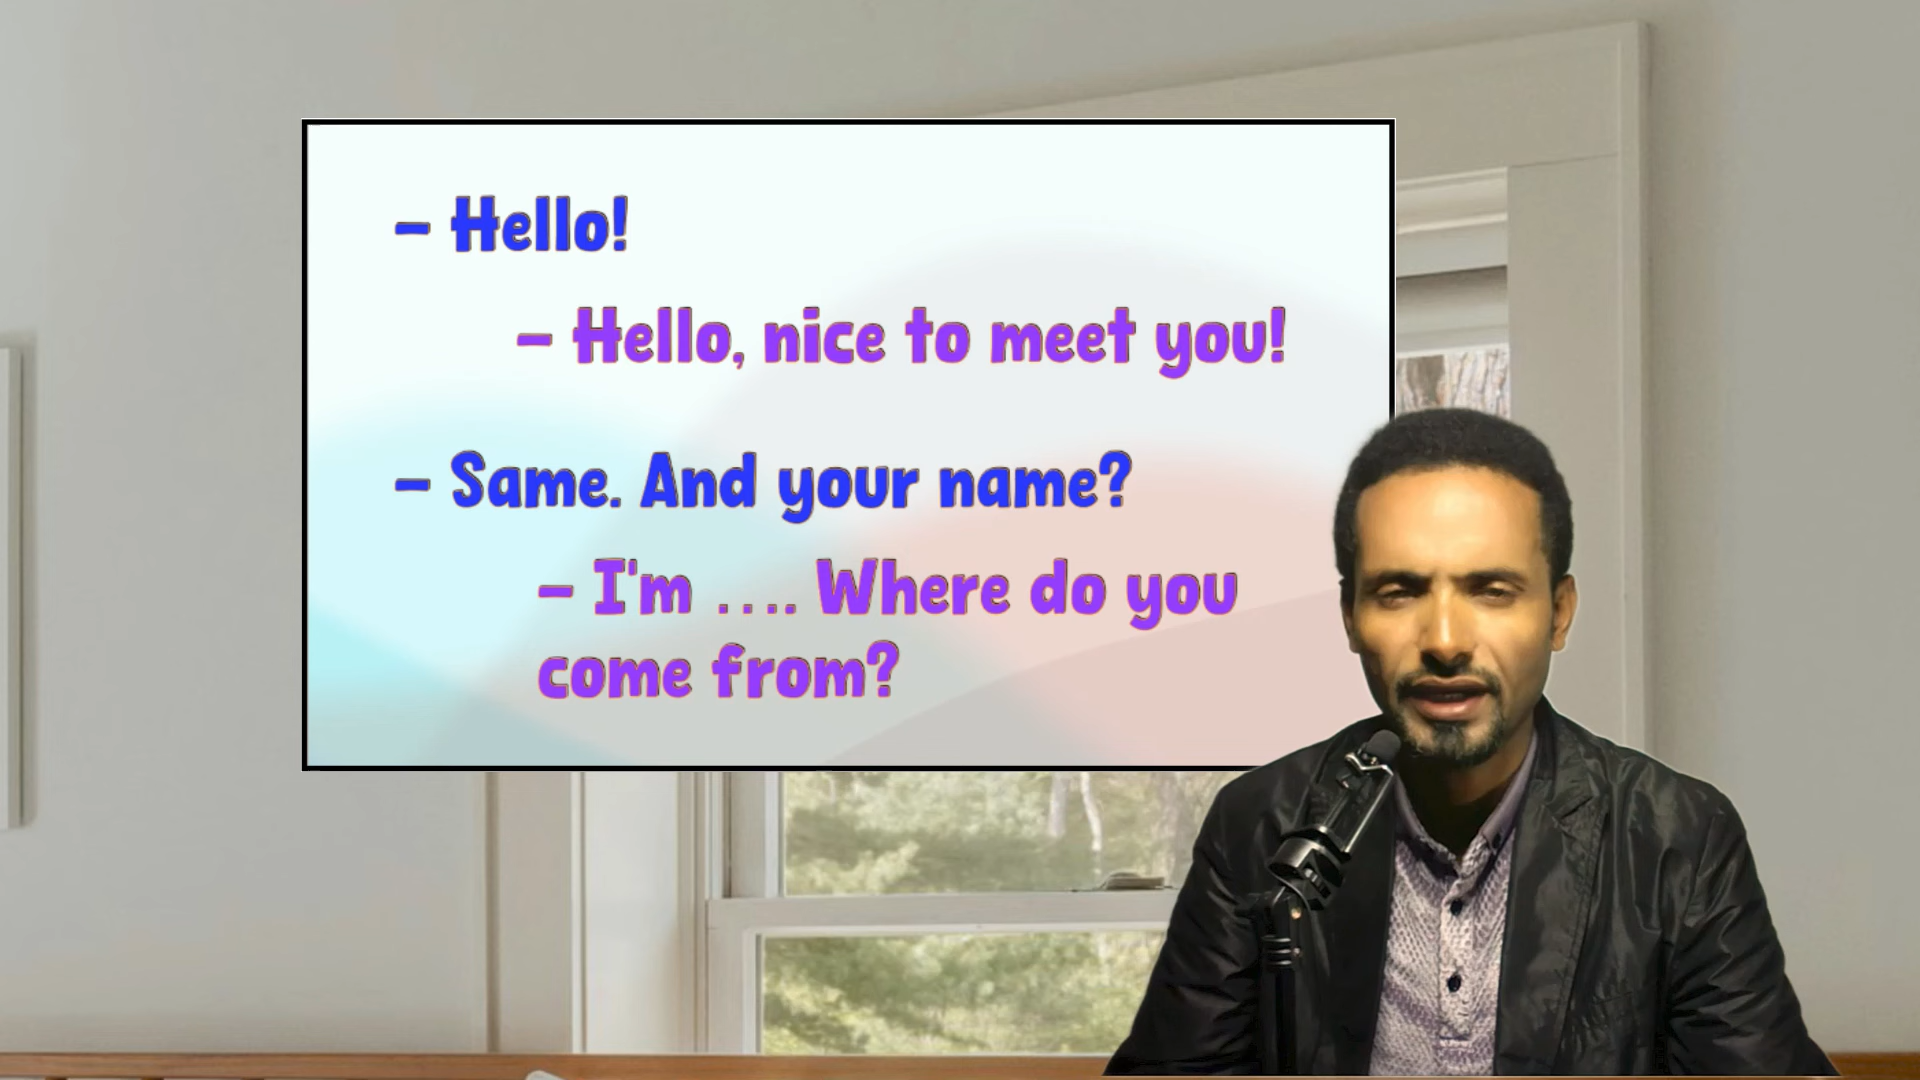 – Hello!
– Hello, nice to meet you!
– Same. And your name?
– I'm .... Where do you
come from?